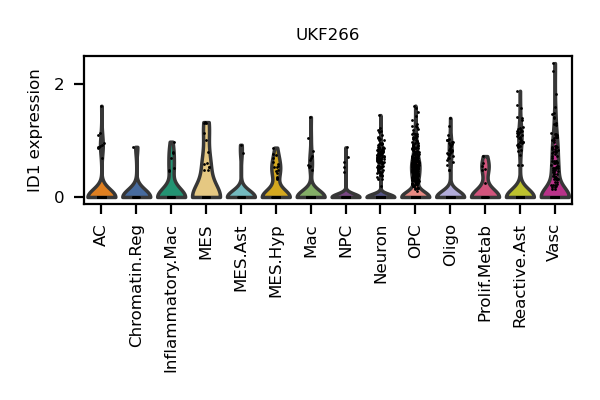 UKF266
ID1 expression
2
0
AC
Chromatin.Reg
Inflammatory.Mac
MES
MES.Ast
MES.Hyp
Mac
NPC
Neuron
OPC
Oligo
Prolif.Metab
Reactive.Ast
Vasc